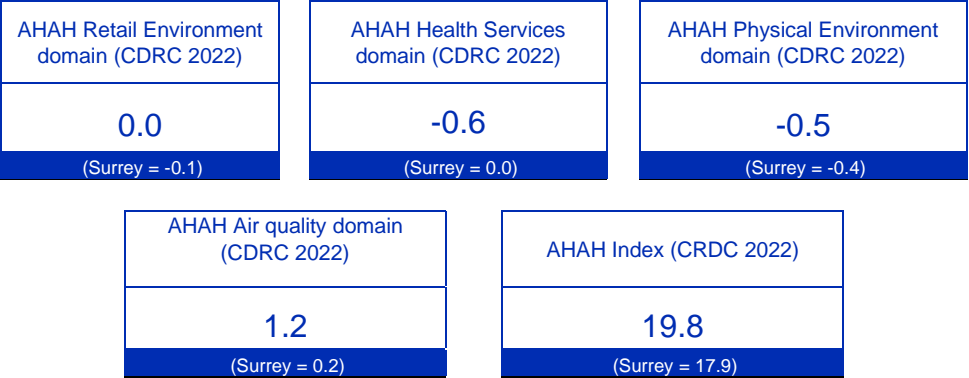 AHAH Retail Environment
domain (CDRC 2022)
0.0
(Surrey = -0.1)
AHAH Health Services
domain (CDRC 2022)
-0.6
(Surrey = 0.0)
AHAH Physical Environment
domain (CDRC 2022)
-0.5
(Surrey = -0.4)
AHAH Air quality domain
(CDRC 2022)
1.2
(Surrey = 0.2)
AHAH Index (CRDC 2022)
19.8
(Surrey = 17.9)